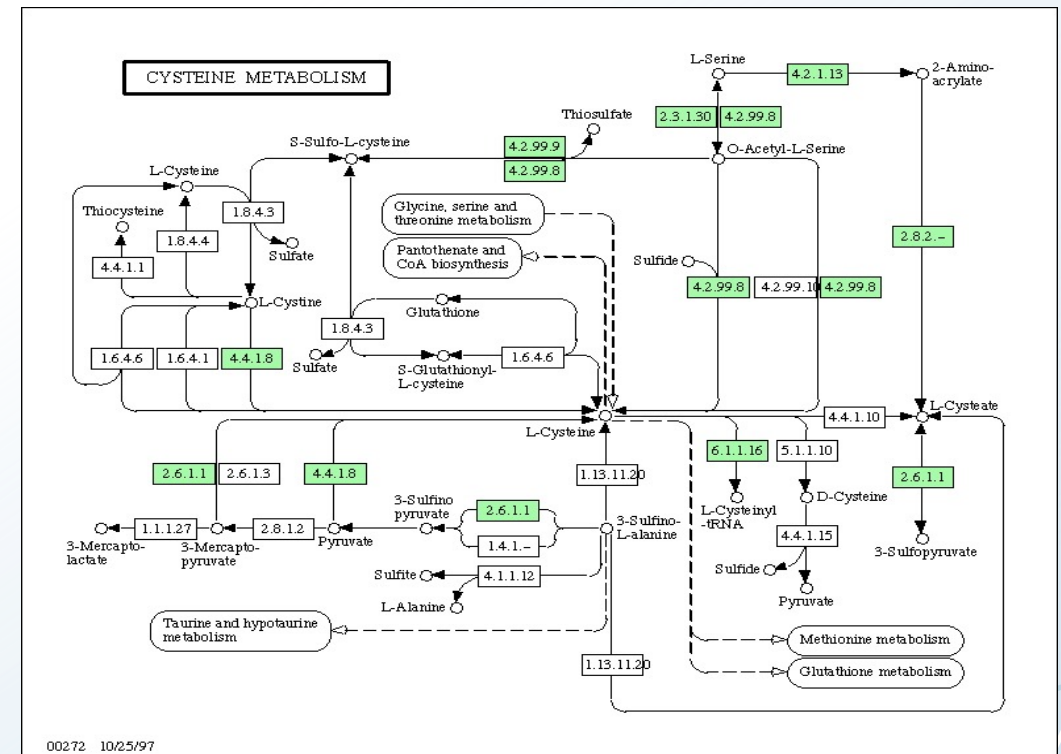 CYSTEINE METABOLISM
L-Serine
4.2.1.13
2-Amino-
acrylate
Thiosulfate
2.3.1.30
4.2.99.8
S-Sulfo-L-cysteine
4.2.99.9
4.2.99.8
O-Acetyl-L-Serine
L-Cysteine
Thiocysteine
1.8.4.3
Glycine, serine and
threonine metabolism
1.8.4.4
Sulfate
2.8.2.-
4.4.1.1
Pantothenate and
CoA biosynthesis
Sulfide
4.2.99.8
4.2.99.10
4.2.99.8
L-Cystine
Glutathione
1.8.4.3
1.6.4.6
1.6.4.1
4.4.1.8
Sulfate
1.6.4.6
S-Glutathionyl-
L-cysteine
L-Cysteine
4.4.1.10
L-Cysteate
2.6.1.1
2.6.1.3
4.4.1.8
1.13.11.20
6.1.1.16
5.1.1.10
2.6.1.1
3-Sulfino
pyruvate
2.6.1.1
L-Cysteinyl
-tRNA
D-Cysteine
1.1.1.27
2.8.1.2
3-Mercapto-
lactate
3-Mercapto-
pyruvate
Pyruvate
1.4.1.-
3-Sulfino-
L-alanine
4.4.1.15
3-Sulfopyruvate
Sulfite
4.1.1.12
Sulfide
L-Alanine
Pyruvate
Taurine and hypotaurine
metabolism
Methionine metabolism
1.13.11.20
Glutathione metabolism
00272 10/25/97